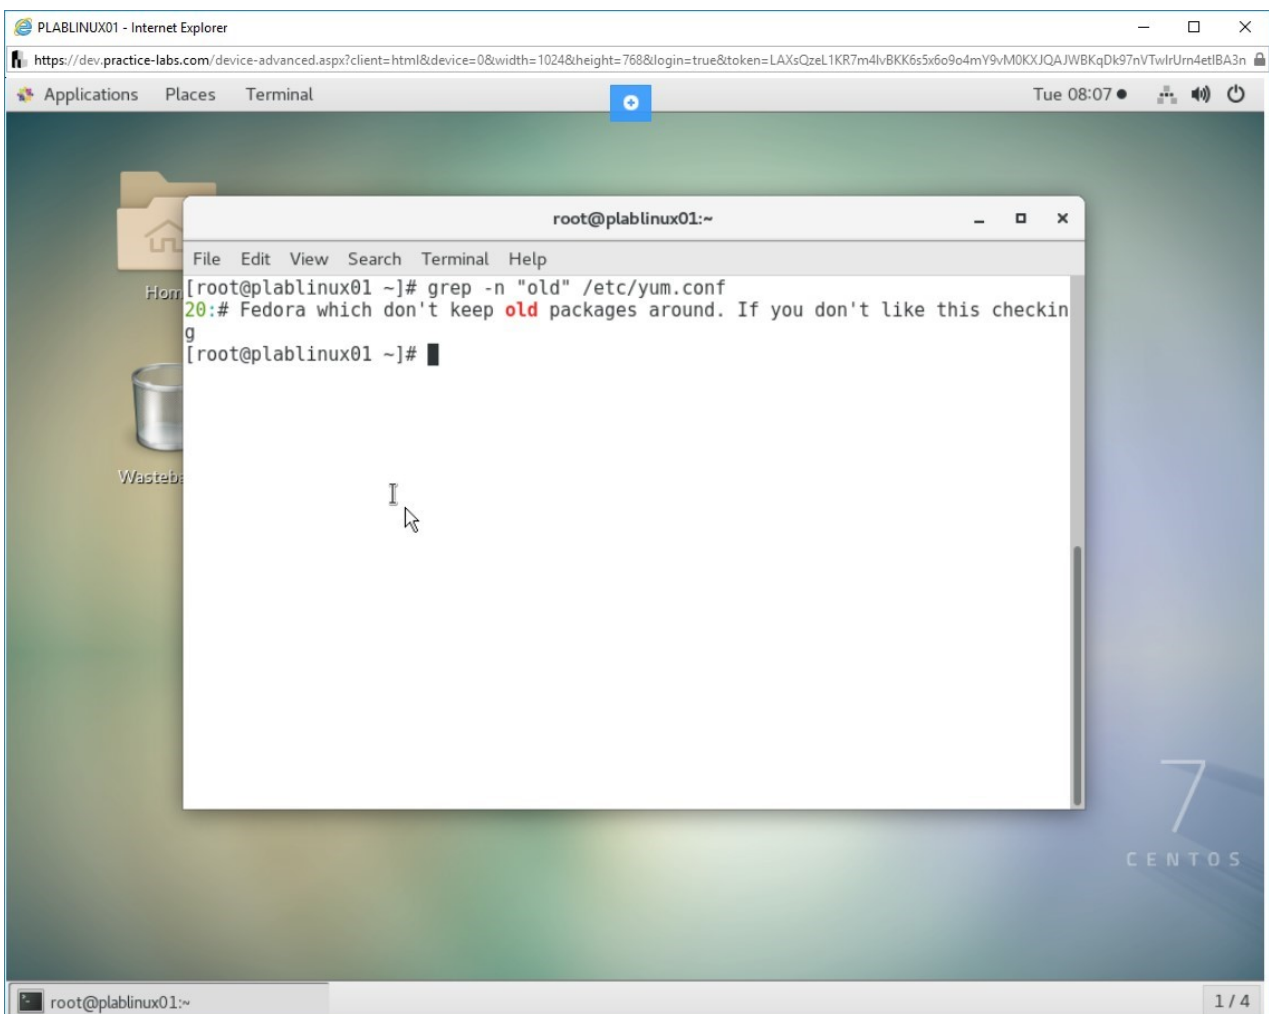 PLABLINUX01 - Internet Explorer
https://dev.practice-labs.com/device-advanced.aspx?client=html&device=0&width=1024&height=768&login=true&token=
Applications Places Terminal Tue 08:07
root@plablinux01:~
File Edit View Search Terminal Help
[root@plablinux01 ~]# grep -n "old" /etc/yum.conf
20:# Fedora which don't keep old packages around. If you don't like this checkin
g
[root@plablinux01 ~]#
Hom
Wasteb
7
CENTOS
root@plablinux01:~
1 / 4